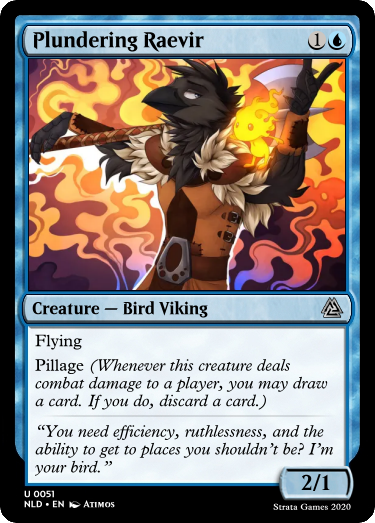 Plundering Raevir 1
Creature — Bird Viking
Flying
Pillage (Whenever this creature deals
combat damage to a player, you may draw
a card. If you do, discard a card.)
“You need efficiency, ruthlessness, and the
ability to get to places you shouldn’t be? I’m
your bird.”
2/1
U 0051
NLD • EN Atimos
Strata Games 2020